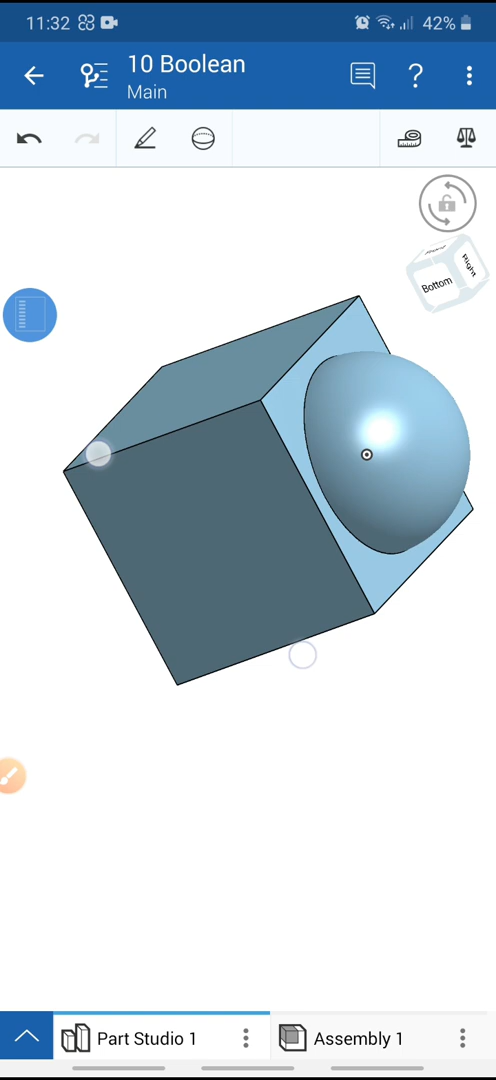 11:32 42%
10 Boolean
Main
Right
Bottom
Part Studio 1 Assembly 1